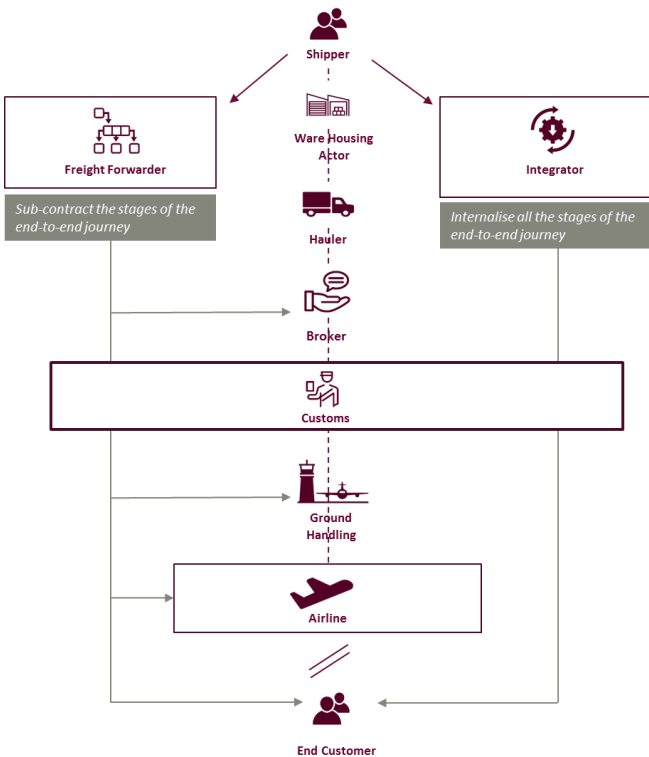 Shipper
Ware Housing
Actor
Freight Forwarder
Integrator
Sub-contract the stages of the
end-to-end journey
Internalise all the stages of the
end-to-end journey
Hauler
Broker
Customs
Ground
Handling
Airline
End Customer